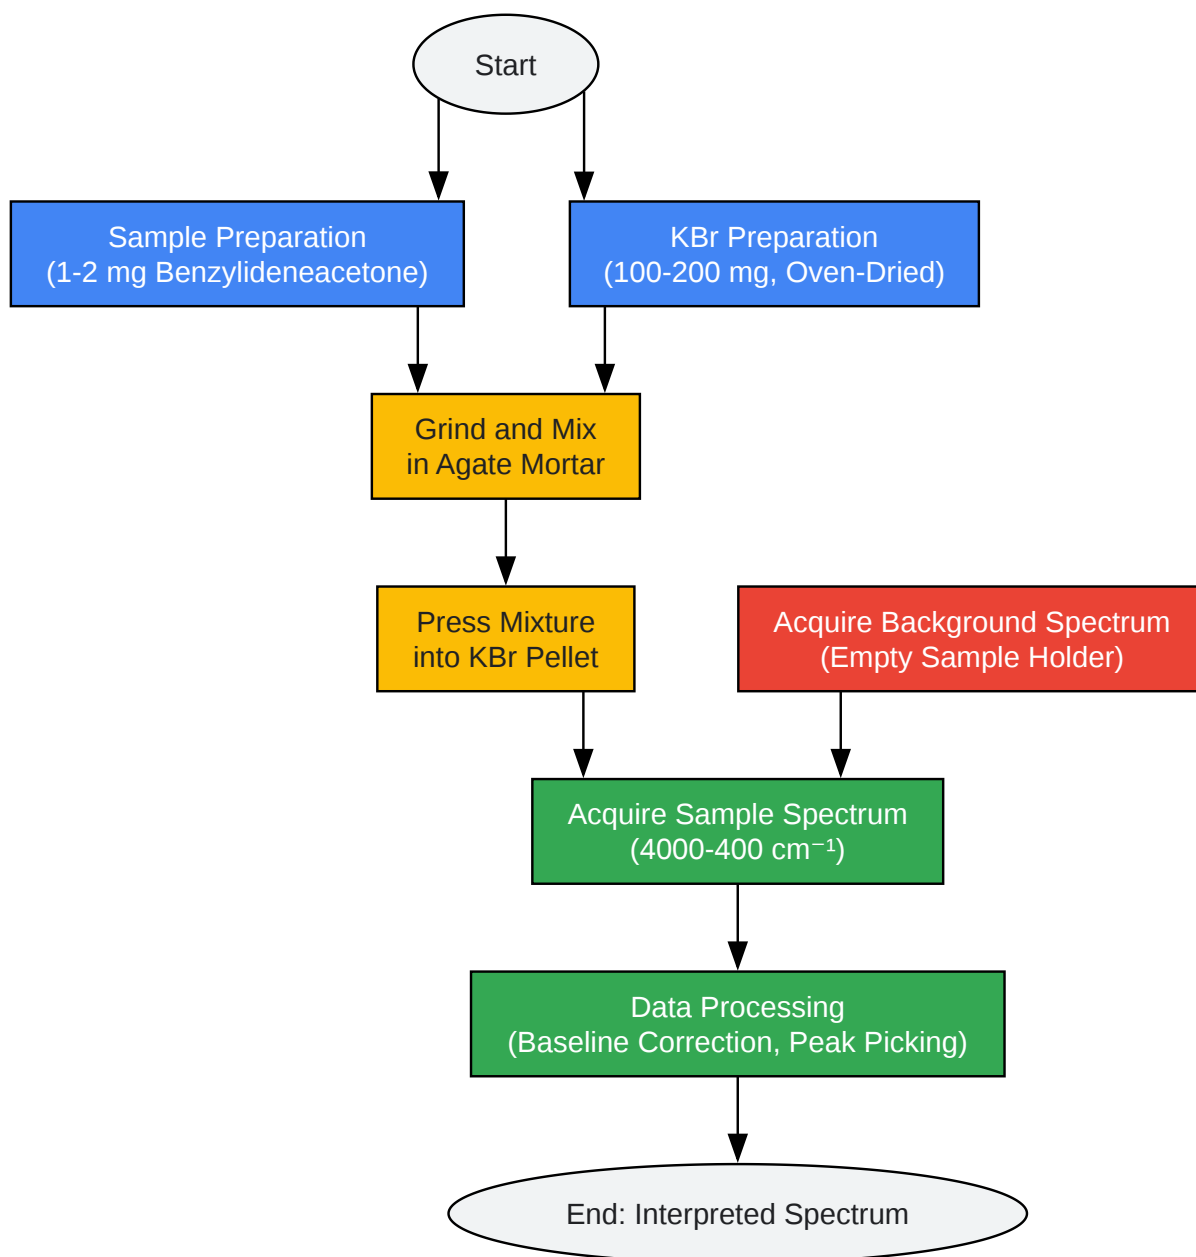 Start
Sample Preparation
(1-2 mg Benzylideneacetone)
KBr Preparation
(100-200 mg, Oven-Dried)
Grind and Mix
in Agate Mortar
Press Mixture
into KBr Pellet
Acquire Background Spectrum
(Empty Sample Holder)
Acquire Sample Spectrum
(4000-400 cm⁻¹)
Data Processing
(Baseline Correction, Peak Picking)
End: Interpreted Spectrum